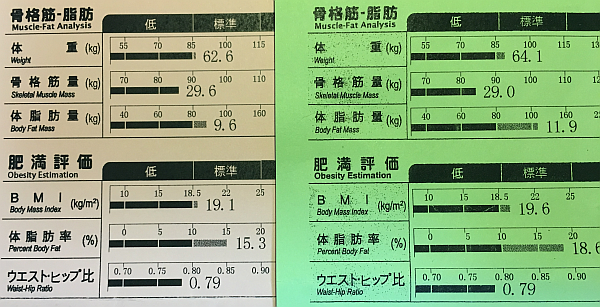 骨格筋-脂肪 低 標準
Muscle-Fat Analysis
体 重 (kg) 55 70 85 100 115
Weight 62.6
骨格筋量 (kg) 70 80 90 100 110
Skeletal Muscle Mass 29.6
体脂肪量 (kg) 40 60 80 100 160
Body Fat Mass 9.6
肥満評価 低 標準
Obesity Estimation
BMI (kg/m²) 10 15 18.5 22 25
Body Mass Index 19.1
体脂肪率 (%) 0 5 10 15 20
Percent Body Fat 15.3
ウエスト・ヒップ比 0.70 0.75 0.80 0.85 0.90
Waist-Hip Ratio 0.79
骨格筋-脂肪 低 標準
Muscle-Fat Analysis
体 重 (kg) 55 70 85 100 115
Weight 64.1
骨格筋量 (kg) 70 80 90 100 110
Skeletal Muscle Mass 29.0
体脂肪量 (kg) 40 60 80 100 160
Body Fat Mass 11.9
肥満評価 低 標準
Obesity Estimation
BMI (kg/m²) 10 15 18.5 22 25
Body Mass Index 19.6
体脂肪率 (%) 0 5 10 15 20
Percent Body Fat 18.6
ウエスト・ヒップ比 0.70 0.75 0.80 0.85 0.90
Waist-Hip Ratio 0.79